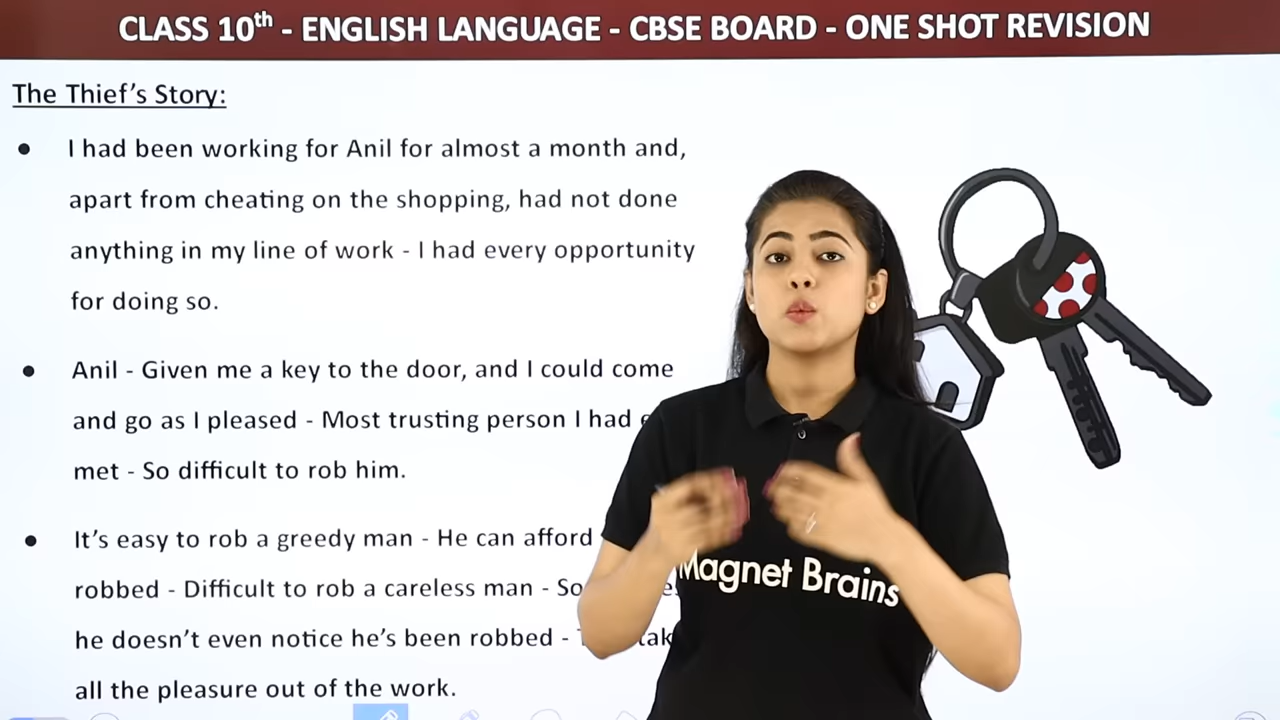 CLASS 10th - ENGLISH LANGUAGE - CBSE BOARD - ONE SHOT REVISION
The Thief's Story:
● I had been working for Anil for almost a month and,
apart from cheating on the shopping, had not done
anything in my line of work - I had every opportunity
for doing so.
● Anil - Given me a key to the door, and I could come
and go as I pleased - Most trusting person I had
met - So difficult to rob him.
● It's easy to rob a greedy man - He can afford
robbed - Difficult to rob a careless man - So
he doesn't even notice he's been robbed -
all the pleasure out of the work.
Magnet Brains